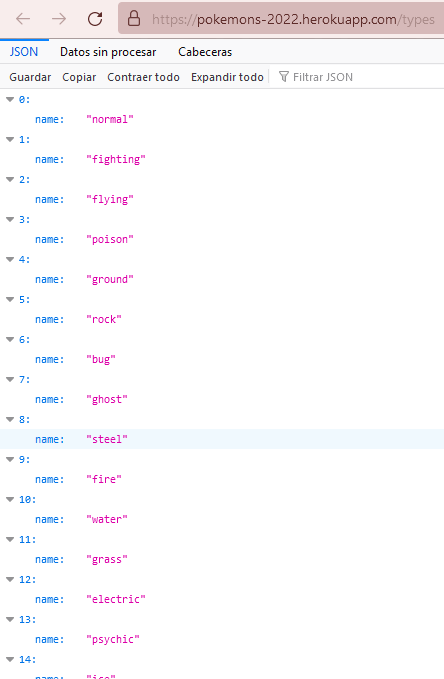 https://pokemons-2022.herokuapp.com/types
JSON Datos sin procesar Cabeceras
Guardar Copiar Contraer todo Expandir todo Filtrar JSON
0:
name: "normal"
1:
name: "fighting"
2:
name: "flying"
3:
name: "poison"
4:
name: "ground"
5:
name: "rock"
6:
name: "bug"
7:
name: "ghost"
8:
name: "steel"
9:
name: "fire"
10:
name: "water"
11:
name: "grass"
12:
name: "electric"
13:
name: "psychic"
14:
name: "ice"